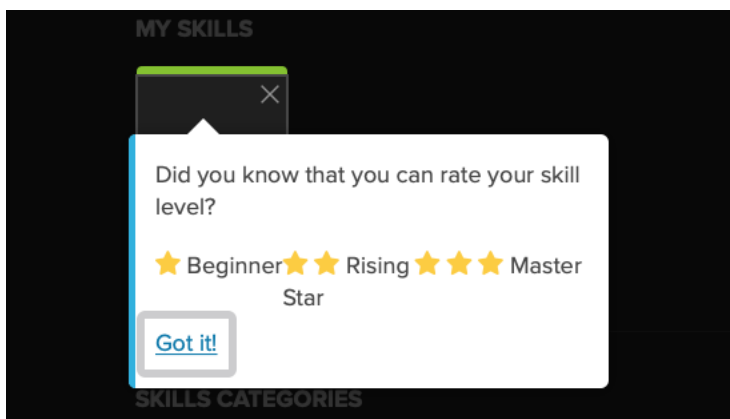 MY SKILLS
Did you know that you can rate your skill
level?
Beginner Rising Master
Star
Got it!
SKILLS CATEGORIES